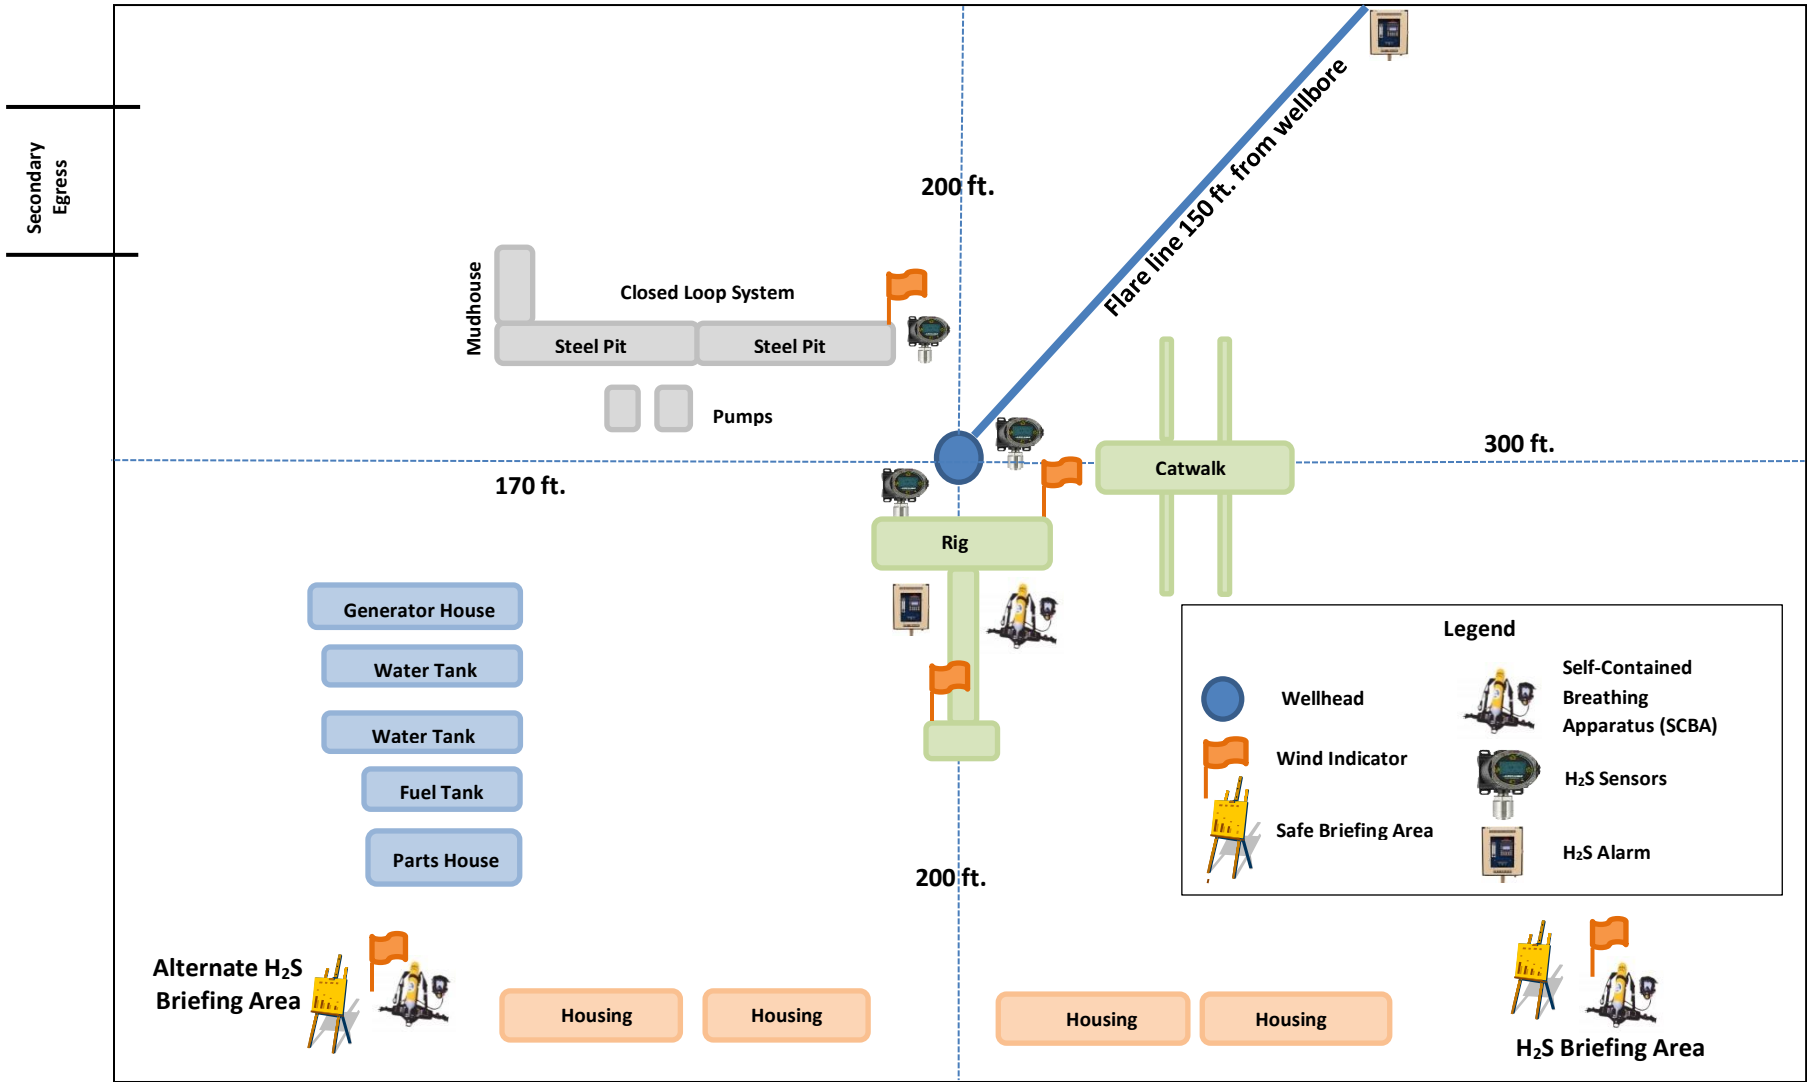 Secondary
Egress
200 ft.
Flare line 150 ft. from wellbore
Mudhouse
Closed Loop System
Steel Pit
Steel Pit
Pumps
300 ft.
Catwalk
170 ft.
Rig
Generator House
Water Tank
Water Tank
Fuel Tank
Parts House
200 ft.
Legend
Wellhead
Wind Indicator
Safe Briefing Area
Self-Contained
Breathing
Apparatus (SCBA)
H₂S Sensors
H₂S Alarm
Alternate H₂S
Briefing Area
Housing
Housing
Housing
Housing
H₂S Briefing Area